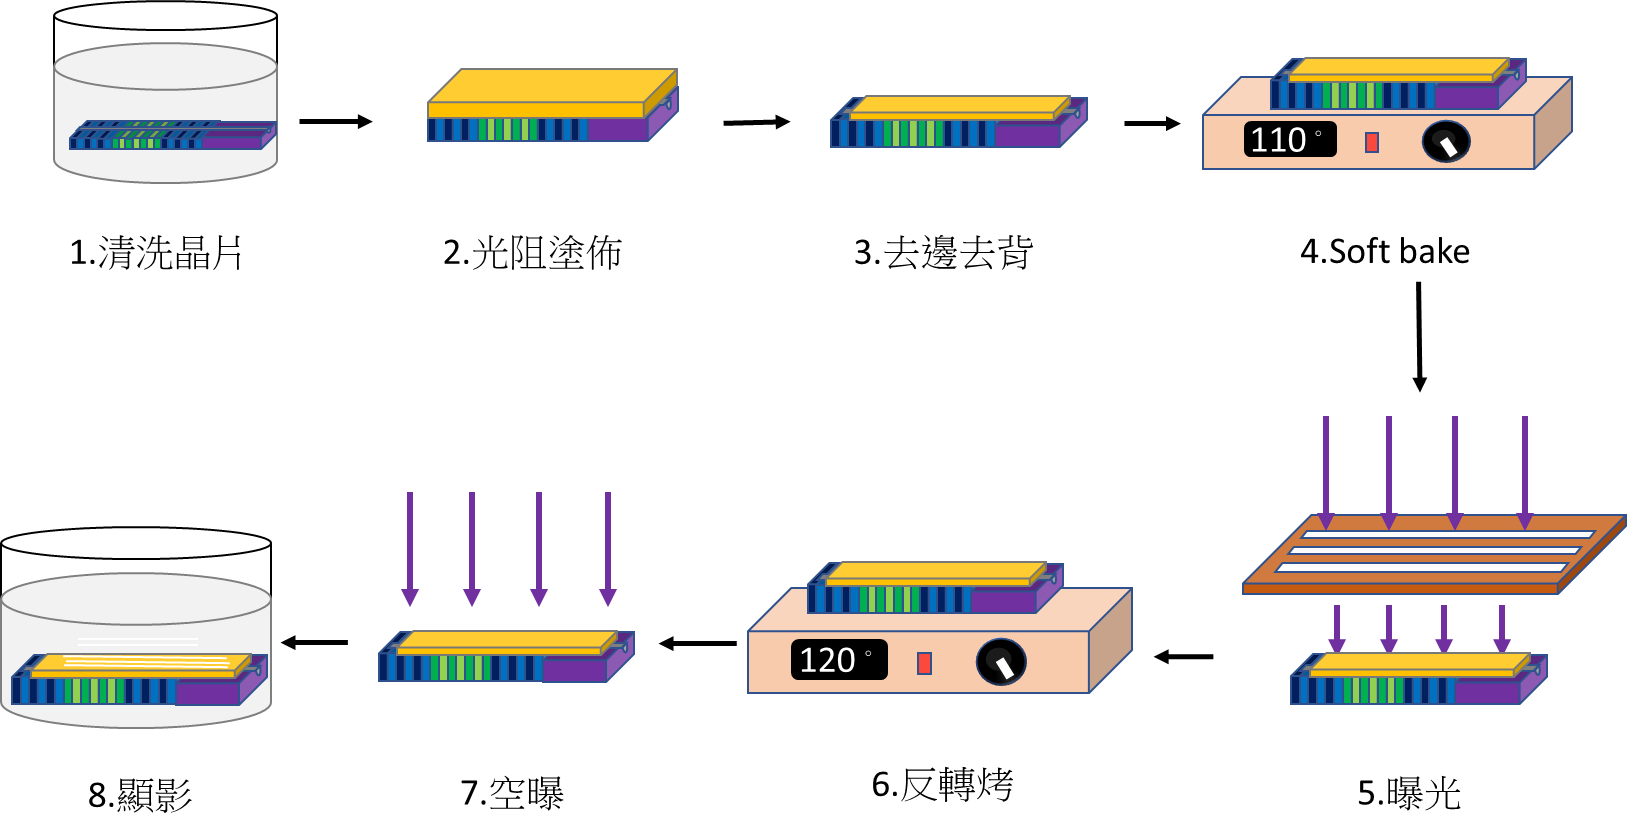 1.清洗晶片
2.光阻塗佈
3.去邊去背
110°
4.Soft bake
5.曝光
120°
6.反轉烤
7.空曝
8.顯影